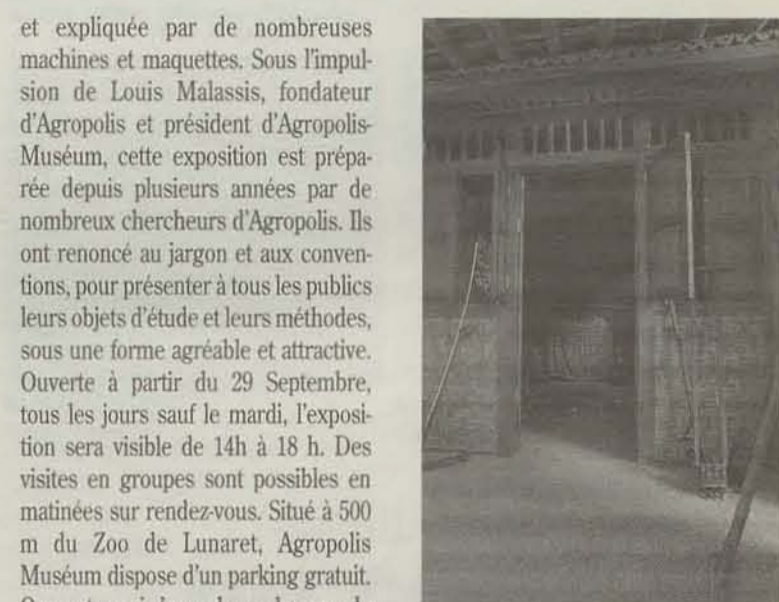 et expliquée par de nombreuses
machines et maquettes. Sous l'impul-
sion de Louis Malassis, fondateur
d'Agropolis et président d'Agropolis-
Muséum, cette exposition est prépa-
rée depuis plusieurs années par de
nombreux chercheurs d'Agropolis. Ils
ont renoncé au jargon et aux conven-
tions, pour présenter à tous les publics
leurs objets d'étude et leurs méthodes,
sous une forme agréable et attractive.
Ouverte à partir du 29 Septembre,
tous les jours sauf le mardi, l'exposi-
tion sera visible de 14h à 18 h. Des
visites en groupes sont possibles en
matinées sur rendez-vous. Situé à 500
m du Zoo de Lunaret, Agropolis
Muséum dispose d'un parking gratuit.